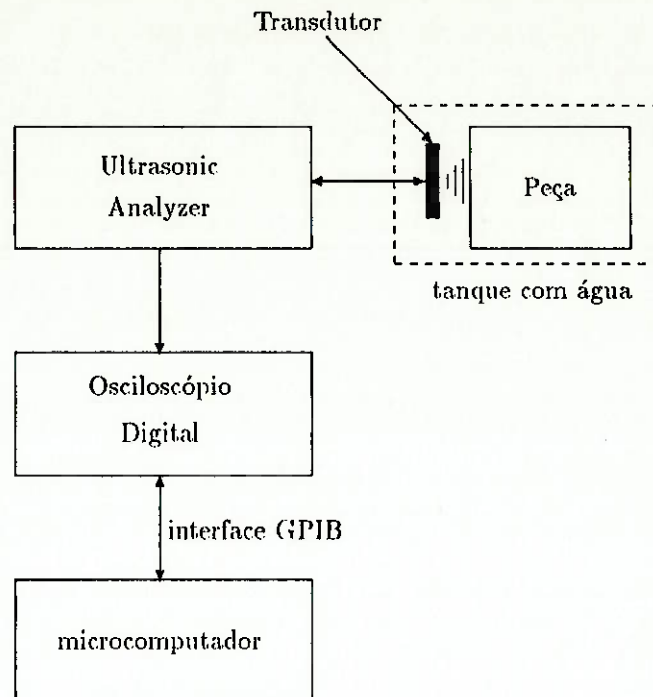 Transdutor
Ultrasonic
Analyzer
Peça
tanque com água
Osciloscópio
Digital
interface GPIB
microcomputador